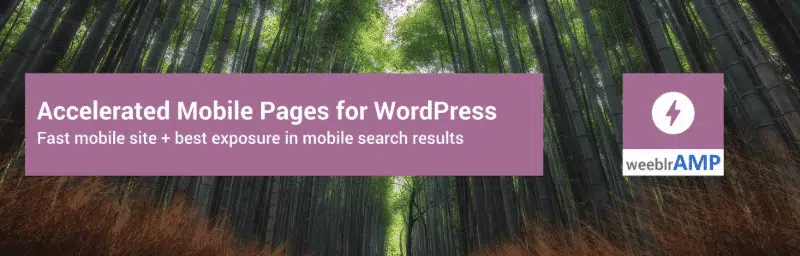 Accelerated Mobile Pages for WordPress
Fast mobile site + best exposure in mobile search results
weeblrAMP